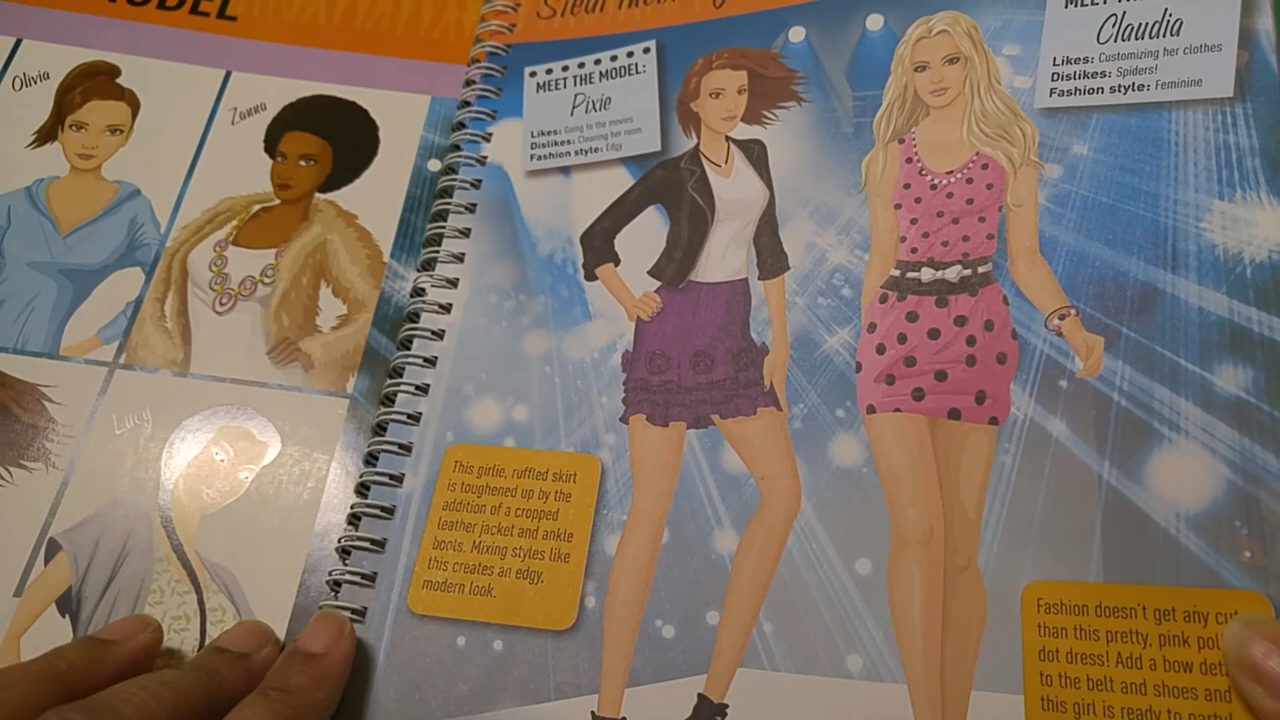 MODEL
Olivia
Zanna
Lucy
MEET THE MODEL:
Pixie
Likes: Going to the movies
Dislikes: Cleaning her room
Fashion style: Edgy
Claudia
Likes: Customizing her clothes
Dislikes: Spiders!
Fashion style: Feminine
This girlie, ruffled skirt
is toughened up by the
addition of a cropped
leather jacket and ankle
boots. Mixing styles like
this creates an edgy,
modern look.
Fashion doesn't get any
than this pretty, pink
dot dress! Add a bow
to the belt and shoes and
this girl is ready to